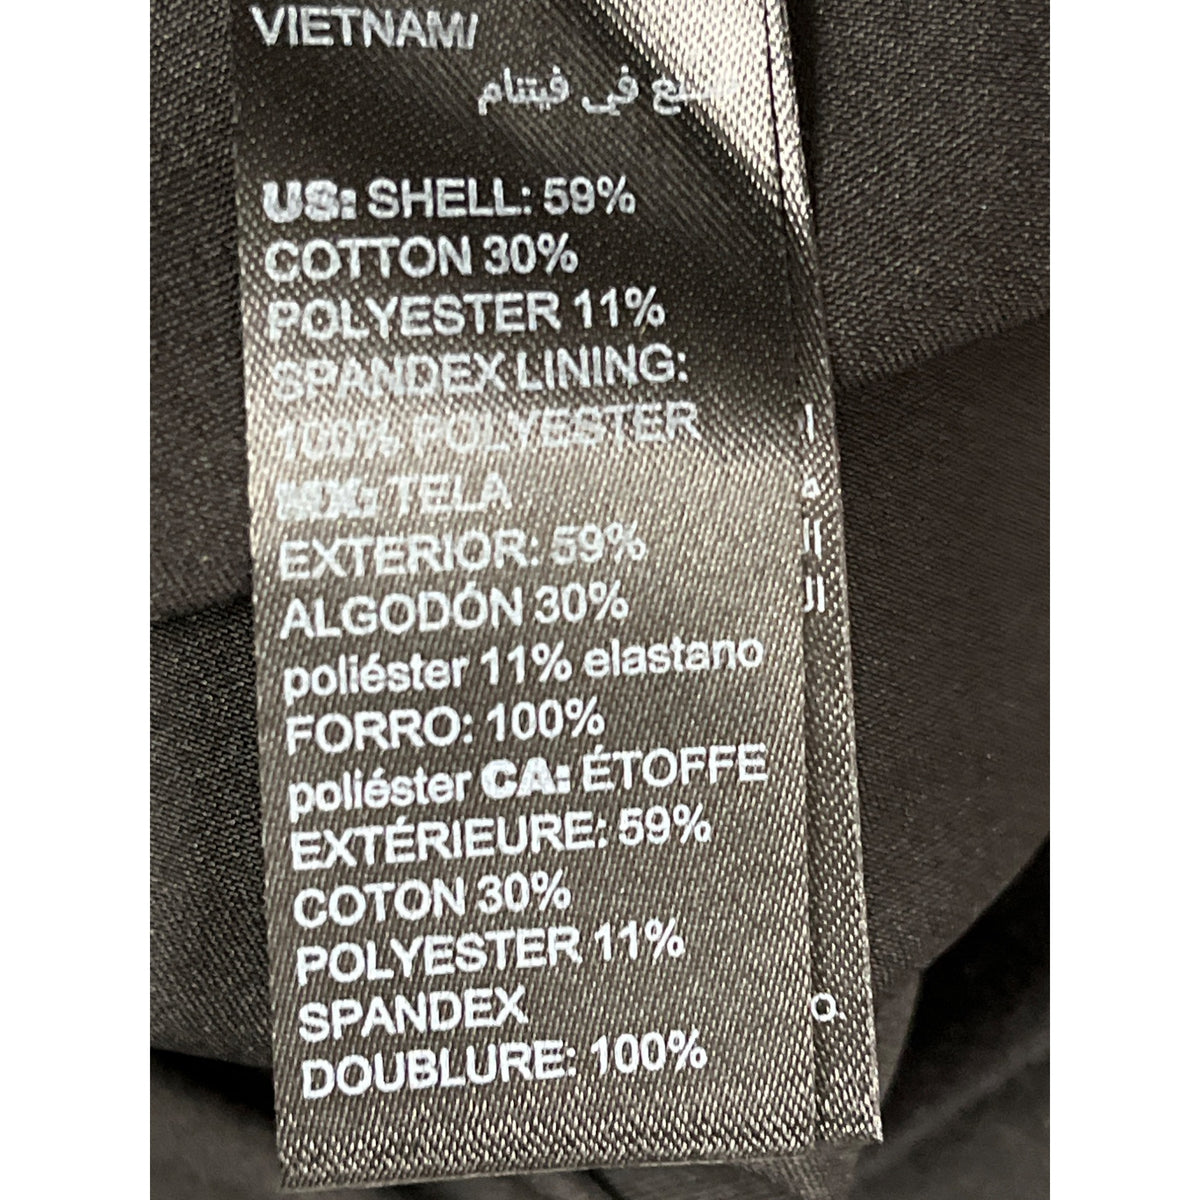 VIETNAM/
في فيتنام
US: SHELL: 59%
COTTON 30%
POLYESTER 11%
SPANDEX LINING:
100% POLYESTER
MX: TELA
EXTERIOR: 59%
ALGODÓN 30%
poliéster 11% elastano
FORRO: 100%
poliéster CA: ÉTOFFE
EXTÉRIEURE: 59%
COTON 30%
POLYESTER 11%
SPANDEX
DOUBLURE: 100%